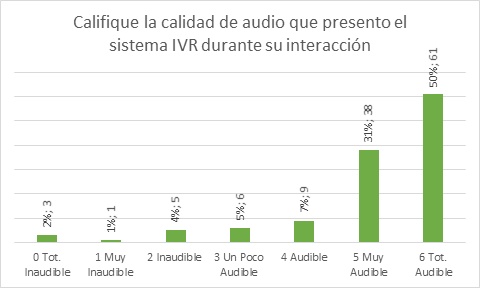 Califique la calidad de audio que presento el
sistema IVR durante su interacción
2%; 3
1%; 1
4%; 5
5%; 6
7%; 9
31%; 38
50%; 61
0 Tot.
Inaudible
1 Muy
Inaudible
2 Inaudible
3 Un Poco
Audible
4 Audible
5 Muy
Audible
6 Tot.
Audible